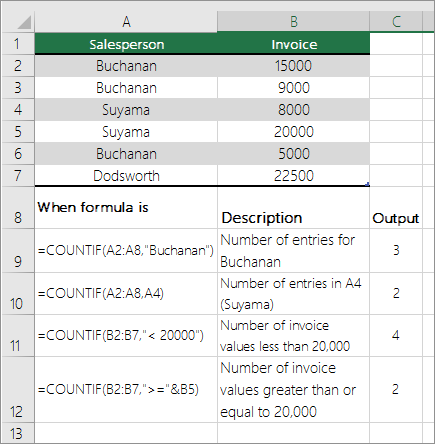 A B C
1 Salesperson Invoice
2 Buchanan 15000
3 Buchanan 9000
4 Suyama 8000
5 Suyama 20000
6 Buchanan 5000
7 Dodsworth 22500
8 When formula is Description Output
9 =COUNTIF(A2:A8,"Buchanan") Number of entries for
Buchanan 3
10 =COUNTIF(A2:A8,A4) Number of entries in A4
(Suyama) 2
11 =COUNTIF(B2:B7,"< 20000") Number of invoice
values less than 20,000 4
12 =COUNTIF(B2:B7,">="&B5) Number of invoice
values greater than or
equal to 20,000 2
13